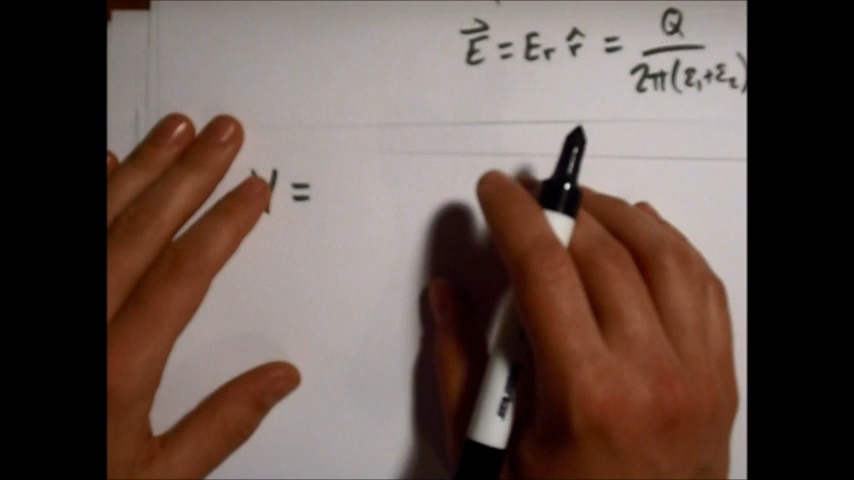 E⃗ = Eᵣ r̂ = Q / 2π(ε₁+ε₂)
V =